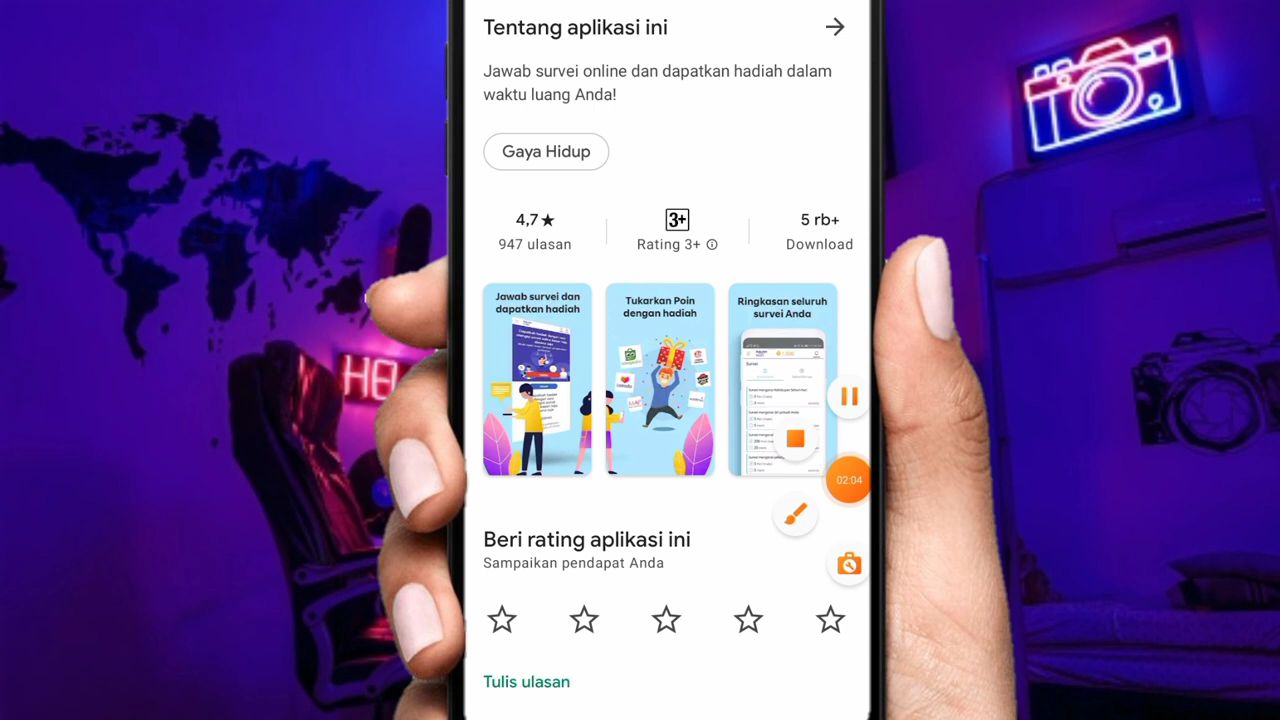 Tentang aplikasi ini
Jawab survei online dan dapatkan hadiah dalam
waktu luang Anda!
Gaya Hidup
4,7★
947 ulasan
3+
Rating 3+
5 rb+
Download
Jawab survei dan
dapatkan hadiah
Tukarkan Poin
dengan hadiah
Ringkasan seluruh
survei Anda
02:04
HO
Beri rating aplikasi ini
Sampaikan pendapat Anda
Tulis ulasan